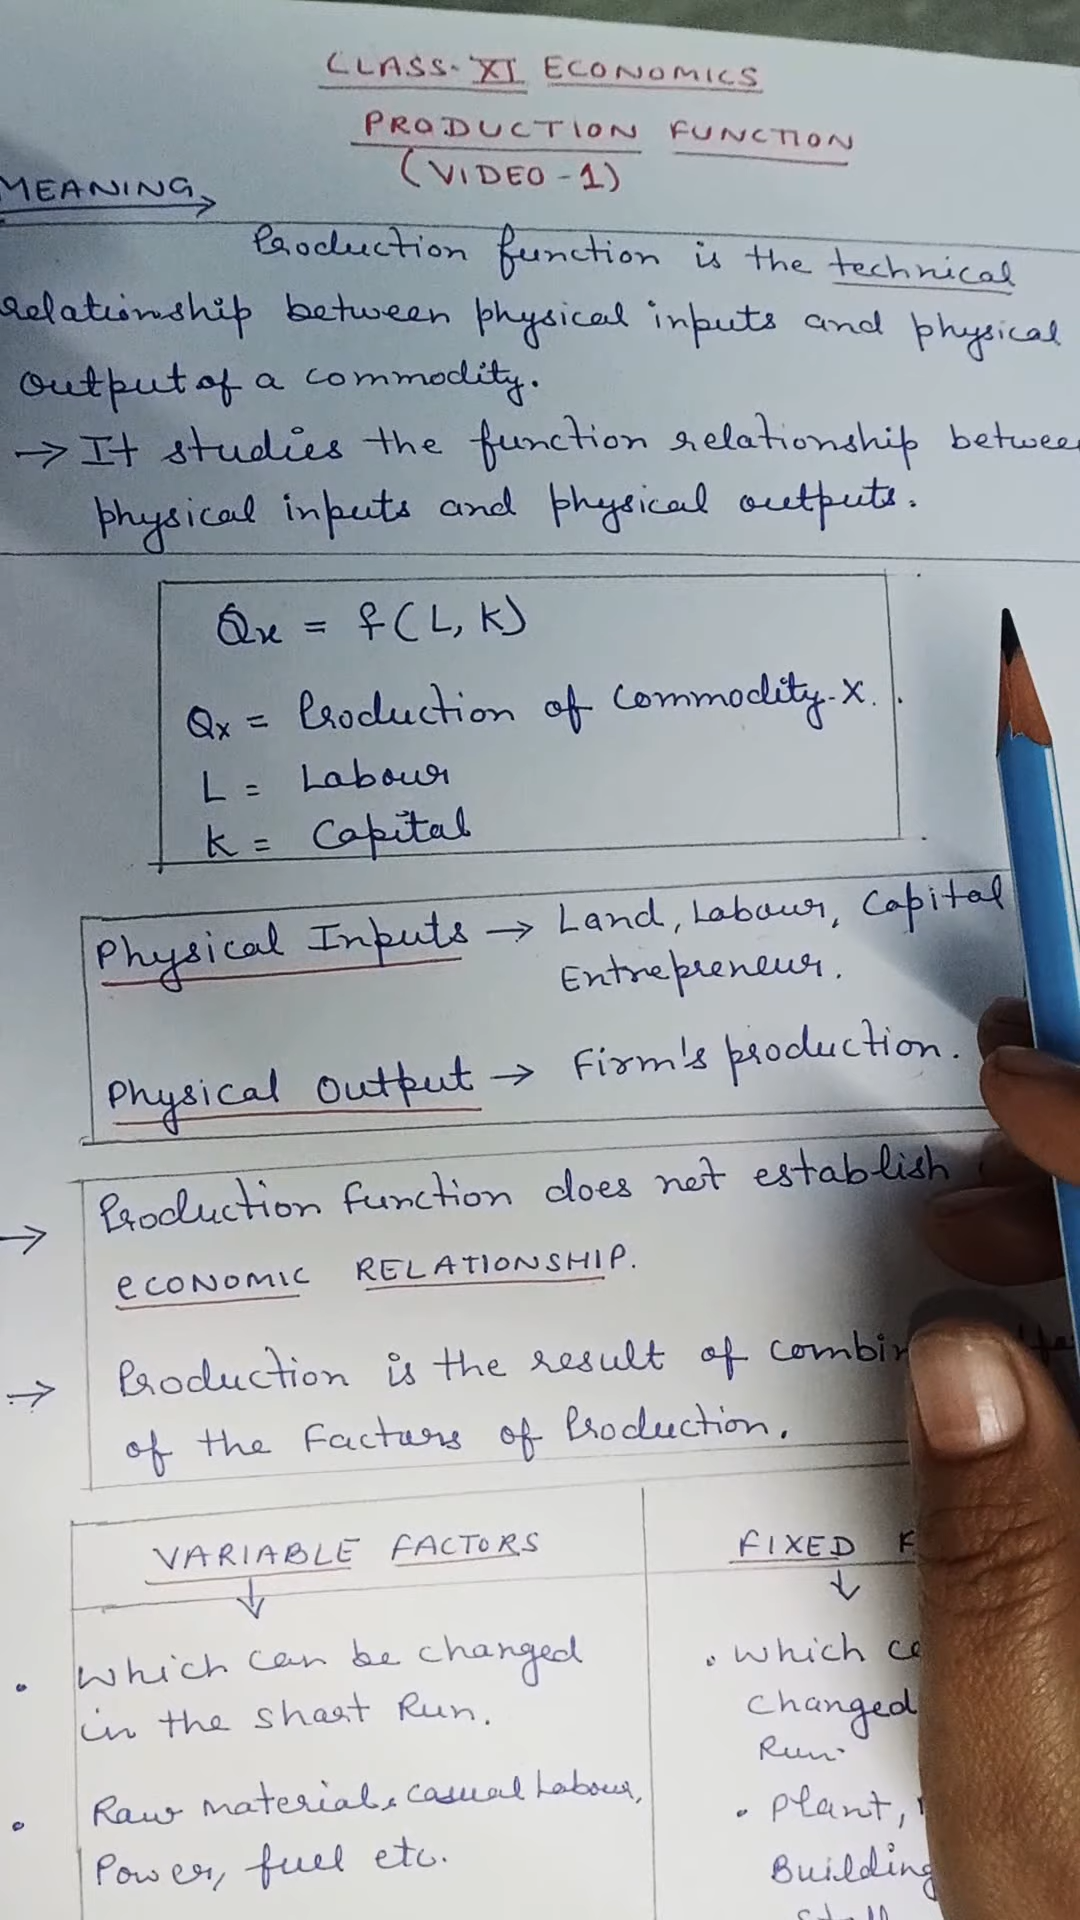 CLASS-XI ECONOMICS
PRODUCTION FUNCTION
(VIDEO-1)
MEANING
Production function is the technical
relationship between physical inputs and physical
output of a commodity.
→ It studies the function relationship between
physical inputs and physical outputs.
Qx = f(L, K)
Qx = Production of Commodity-X.
L = Labour
K = Capital
Physical Inputs → Land, Labour, Capital
Entrepreneur.
Physical Output → Firm's production.
→ Production function does not establish
ECONOMIC RELATIONSHIP.
→ Production is the result of
of the Factors of Production.
VARIABLE FACTORS
FIXED
↓
↓
• Which can be changed
in the short Run.
• Which
changed
Run.
• Raw material, casual Labour,
Power, fuel etc.
• Plant,
Building